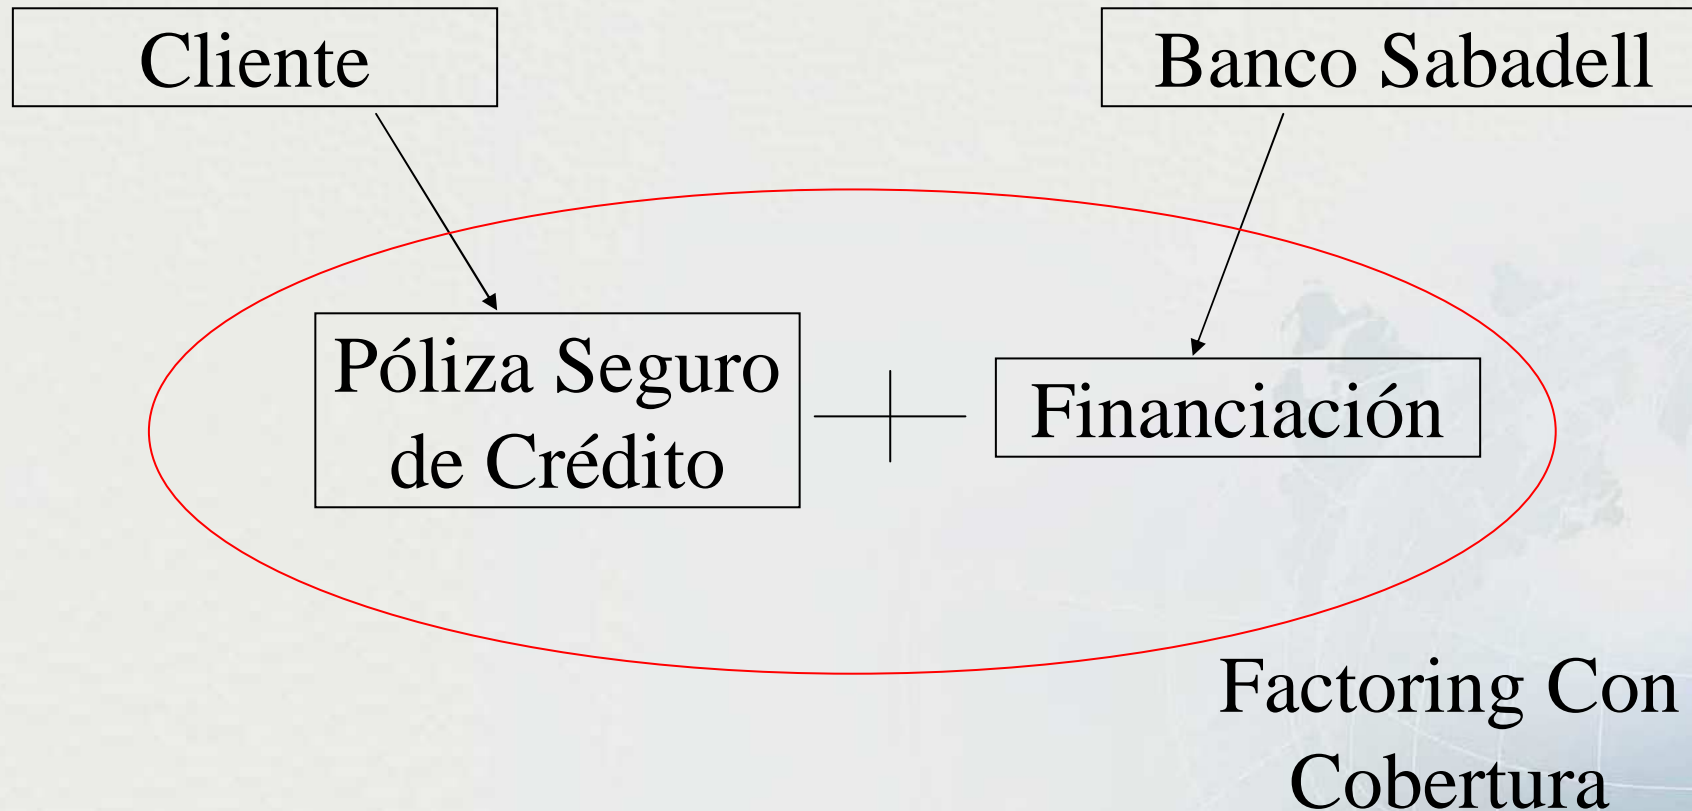 Cliente
Banco Sabadell
Póliza Seguro
de Crédito
Financiación
Factoring Con
Cobertura